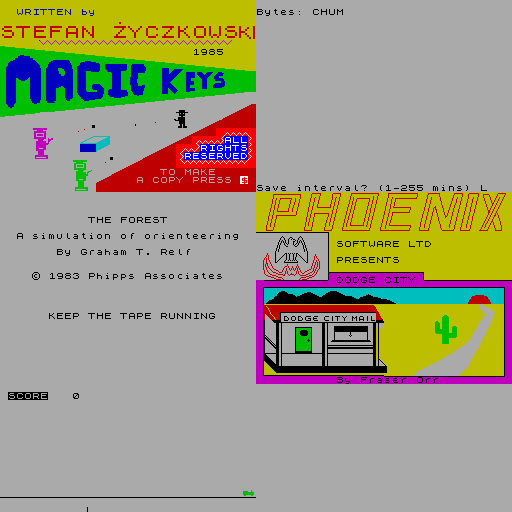 WRITTEN by
STEFAN ŻYCZKOWSKI
1985
MAGIC KEYS
ALL
RIGHTS
RESERVED
TO MAKE
A COPY PRESS S
Bytes: CHUM
Save interval? (1-255 mins) L
PHOENIX
SOFTWARE LTD
PRESENTS
DODGE CITY
DODGE CITY MAIL
By Fraser Orr
THE FOREST
A simulation of orienteering
By Graham T. Relf
© 1983 Phipps Associates
KEEP THE TAPE RUNNING
SCORE 0